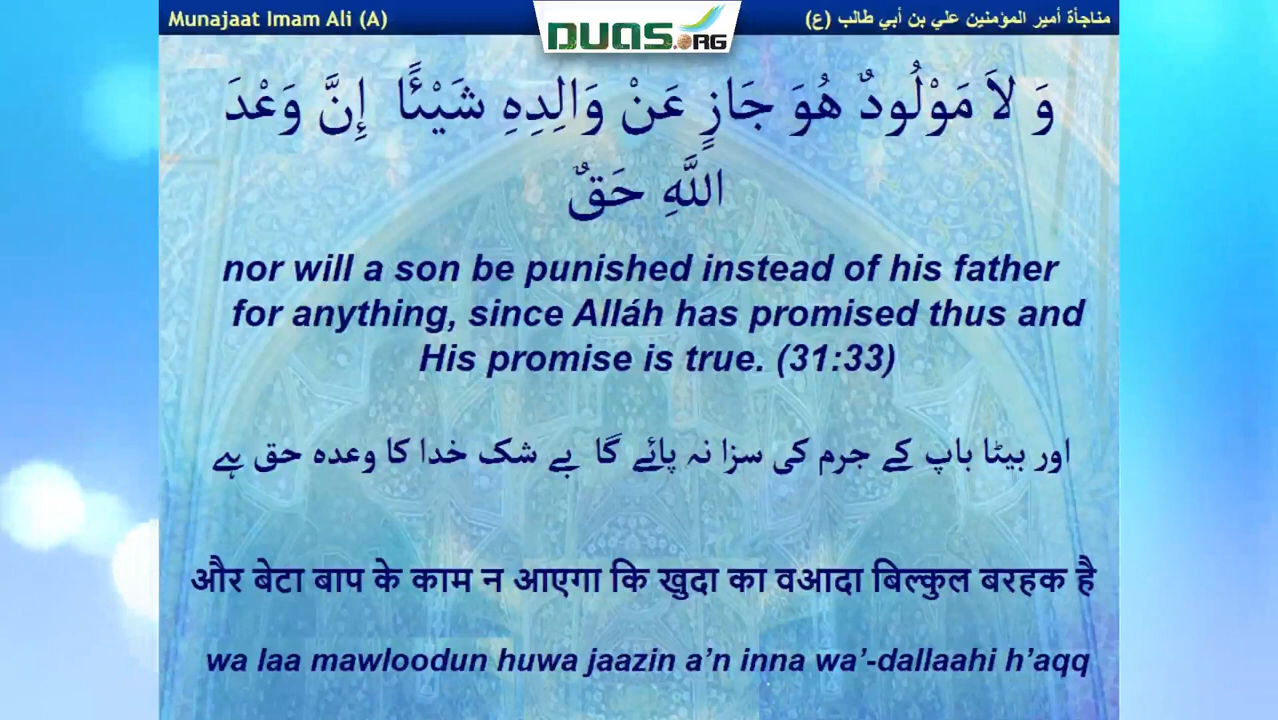 Munajaat Imam Ali (A)
DUAS.ORG
مناجأة أمير المؤمنين علي بن أبي طالب (ع)
وَ لاَ مَوْلُودٌ هُوَ جَازٍ عَنْ وَالِدِهِ شَيْئًا إِنَّ وَعْدَ
اللَّهِ حَقٌّ
nor will a son be punished instead of his father
for anything, since Alláh has promised thus and
His promise is true. (31:33)
اور بیٹا باپ کے جرم کی سزا نہ پائے گا بے شک خدا کا وعدہ حق ہے
और बेटा बाप के काम न आएगा कि खुदा का वआदा बिल्कुल बरहक है
wa laa mawloodun huwa jaazin a’n inna wa’-dallaahi h’aqq